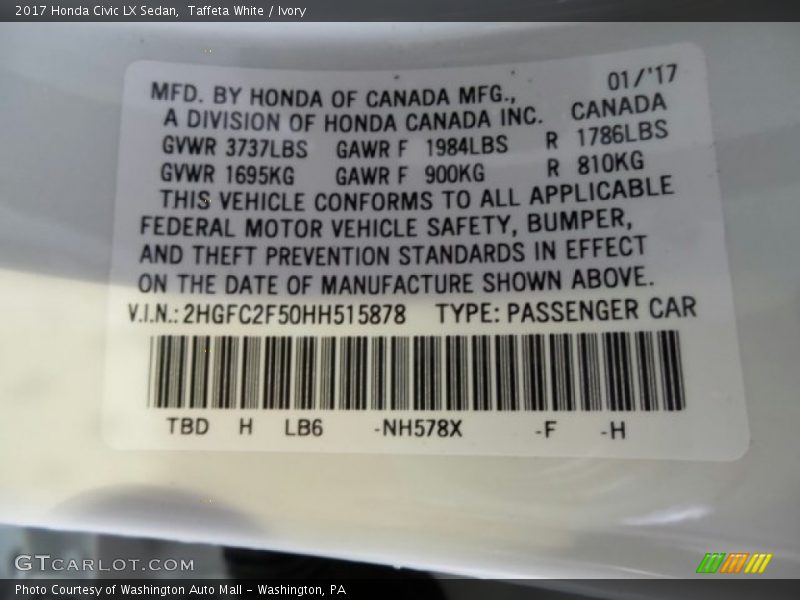 2017 Honda Civic LX Sedan,  Taffeta White / Ivory
01/'17
MFD. BY HONDA OF CANADA MFG.,
A DIVISION OF HONDA CANADA INC. CANADA
GVWR 3737LBS GAWR F 1984LBS R 1786LBS
GVWR 1695KG GAWR F 900KG R 810KG
THIS VEHICLE CONFORMS TO ALL APPLICABLE
FEDERAL MOTOR VEHICLE SAFETY, BUMPER,
AND THEFT PREVENTION STANDARDS IN EFFECT
ON THE DATE OF MANUFACTURE SHOWN ABOVE.
V.I.N.: 2HGFC2F50HH515878 TYPE: PASSENGER CAR
TBD H LB6 -NH578X -F -H
GTCARLOT.COM
Photo Courtesy of Washington Auto Mall - Washington, PA